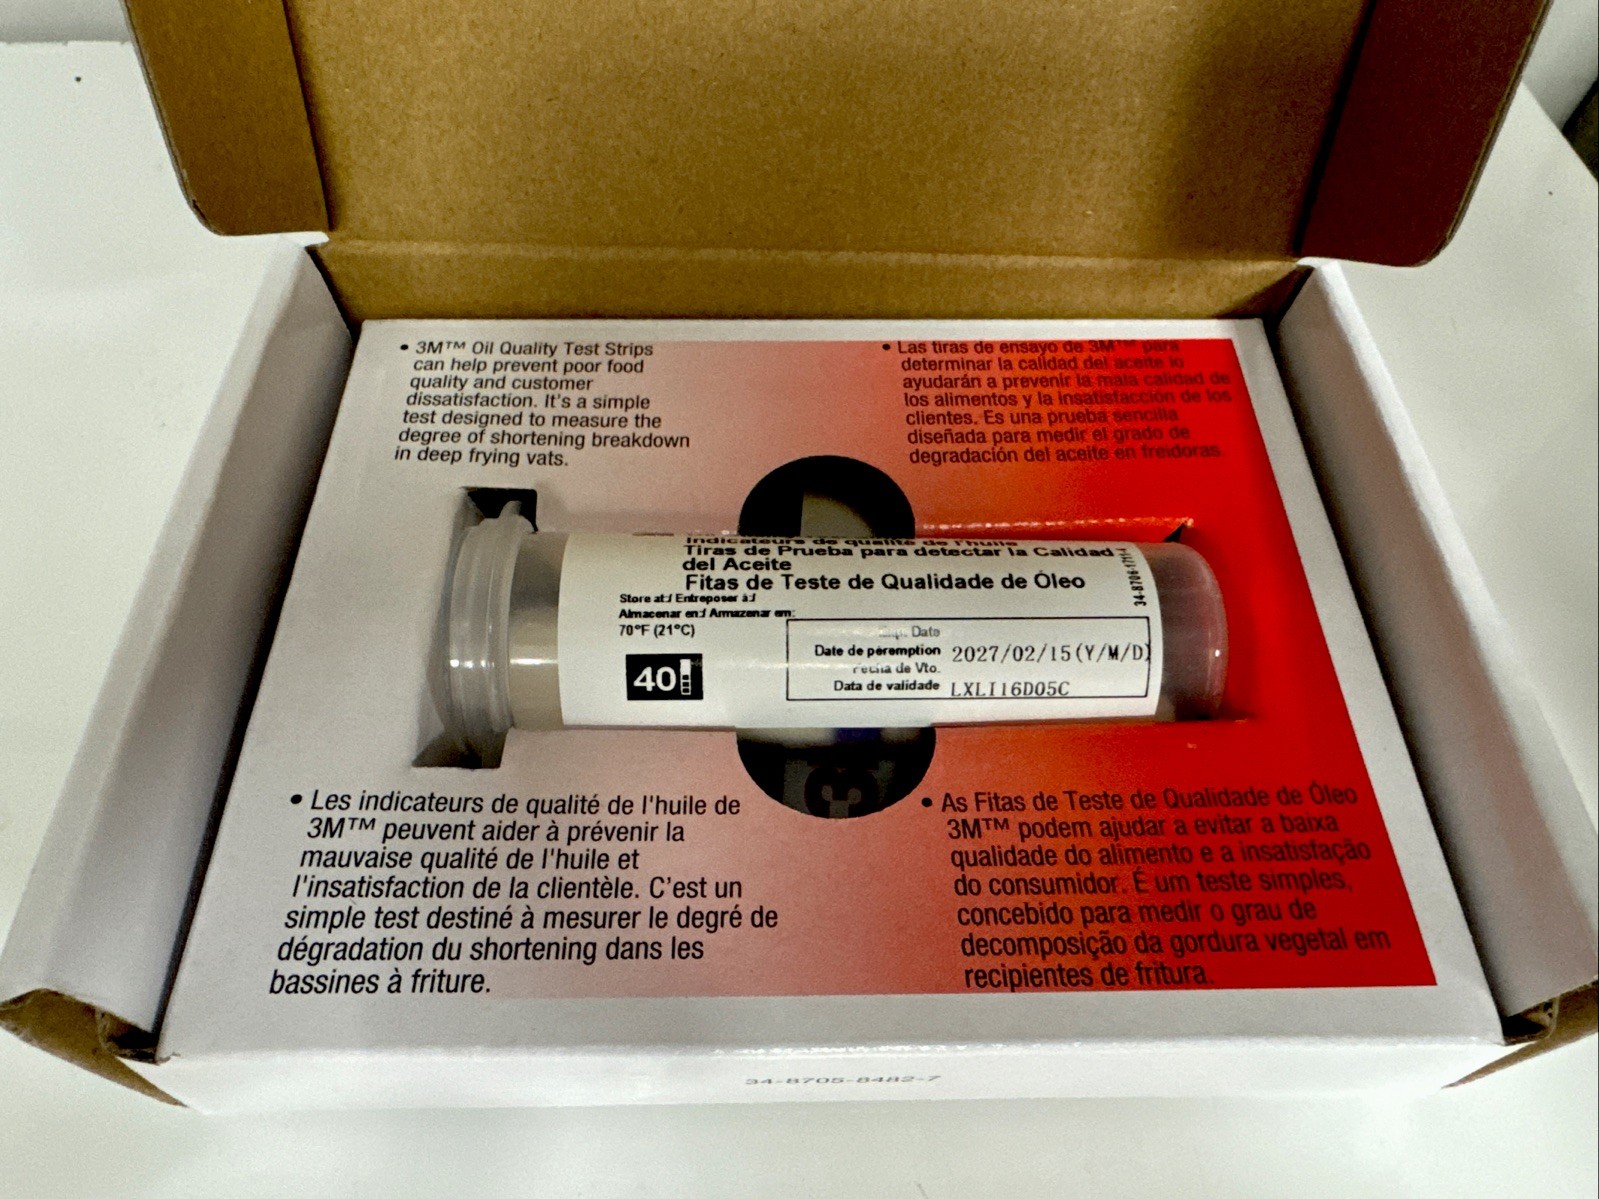 • 3M™ Oil Quality Test Strips
can help prevent poor food
quality and customer
dissatisfaction. It's a simple
test designed to measure the
degree of shortening breakdown
in deep frying vats.
• Las tiras de ensayo de 3M™ para
determinar la calidad del aceite lo
ayudarán a prevenir la mala calidad de
los alimentos y la insatisfacción de los
clientes. Es una prueba sencilla
diseñada para medir el grado de
degradación del aceite en freidoras.
Indicateurs de qualité de l'huile
Tiras de Prueba para detectar la Calidad
del Aceite
Fitas de Teste de Qualidade de Óleo
Store at:/ Entreposer à:/
Almacenar en:/ Armazenar em:
70°F (21°C)
40
Exp. Date
Date de péremption 2027/02/15(Y/M/D)
Fecha de Vto.
Data de validade LXLI16D05C
• Les indicateurs de qualité de l'huile de
3M™ peuvent aider à prévenir la
mauvaise qualité de l'huile et
l'insatisfaction de la clientèle. C'est un
simple test destiné à mesurer le degré de
dégradation du shortening dans les
bassines à friture.
• As Fitas de Teste de Qualidade de Óleo
3M™ podem ajudar a evitar a baixa
qualidade do alimento e a insatisfação
do consumidor. É um teste simples,
concebido para medir o grau de
decomposição da gordura vegetal em
recipientes de fritura.
34-8705-8482-7